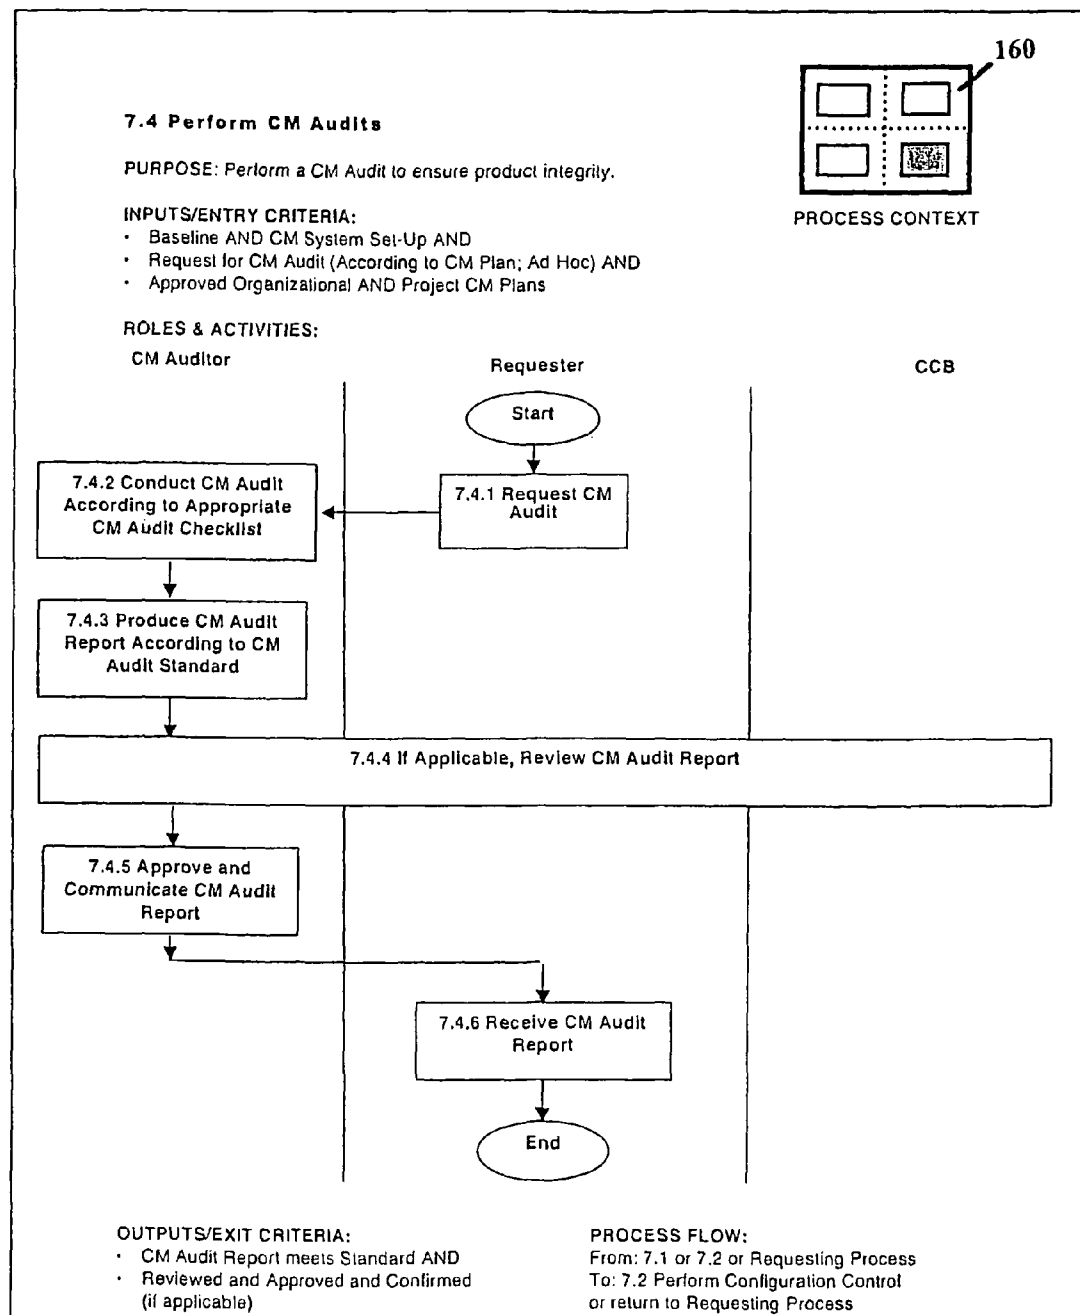 160
7.4 Perform CM Audits
PURPOSE: Perform a CM Audit to ensure product integrity.
PROCESS CONTEXT
INPUTS/ENTRY CRITERIA:
· Baseline AND CM System Set-Up AND
· Request for CM Audit (According to CM Plan; Ad Hoc) AND
· Approved Organizational AND Project CM Plans
ROLES & ACTIVITIES:
CM Auditor
Requester
CCB
Start
7.4.1 Request CM
Audit
7.4.2 Conduct CM Audit
According to Appropriate
CM Audit Checklist
7.4.3 Produce CM Audit
Report According to CM
Audit Standard
7.4.4 If Applicable, Review CM Audit Report
7.4.5 Approve and
Communicate CM Audit
Report
7.4.6 Receive CM Audit
Report
End
OUTPUTS/EXIT CRITERIA:
· CM Audit Report meets Standard AND
· Reviewed and Approved and Confirmed
(if applicable)
PROCESS FLOW:
From: 7.1 or 7.2 or Requesting Process
To: 7.2 Perform Configuration Control
or return to Requesting Process